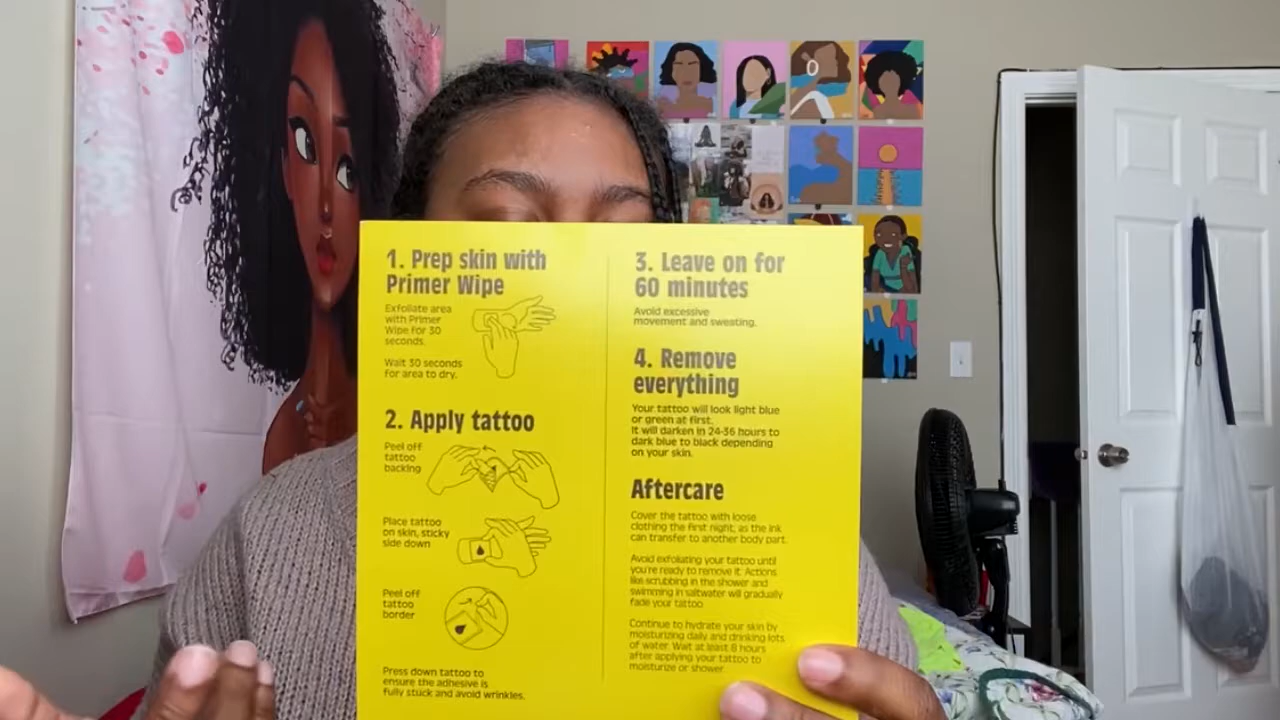 1. Prep skin with
Primer Wipe
Exfoliate area
with Primer
Wipe for 30
seconds.
Wait 30 seconds
for area to dry.
2. Apply tattoo
Peel off
tattoo
backing
Place tattoo
on skin, sticky
side down
Peel off
tattoo
border
Press down tattoo to
ensure the adhesive is
fully stuck and avoid wrinkles.
3. Leave on for
60 minutes
Avoid excessive
movement and sweating.
4. Remove
everything
Your tattoo will look light blue
or green at first.
It will darken in 24-36 hours to
dark blue to black depending
on your skin.
Aftercare
Cover the tattoo with loose
clothing the first night, as the ink
can transfer to another body part.
Avoid exfoliating your tattoo until
you're ready to remove it. Actions
like scrubbing in the shower and
swimming in saltwater will gradually
fade your tattoo
Continue to hydrate your skin by
moisturizing daily and drinking lots
of water. Wait at least 8 hours
after applying your tattoo to
moisturize or shower.